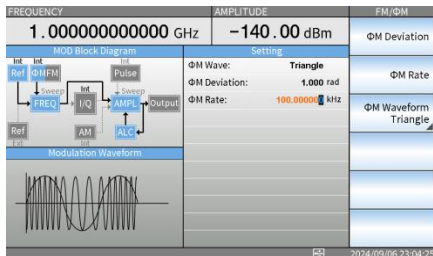 FREQUENCY
AMPLITUDE
FM/ΦM
1.000000000000 GHz
−140.00 dBm
MOD Block Diagram
Int Int Int
Ref ΦM FM Pulse
Sweep Int Sweep
FREQ I/Q AMPL Output
Ref AM ALC
Ext Int
Modulation Waveform
Setting
ΦM Wave: Triangle
ΦM Deviation: 1.000 rad
ΦM Rate: 100.000000 kHz
ΦM Deviation
ΦM Rate
ΦM Waveform
Triangle
2024/09/06 23:04:25